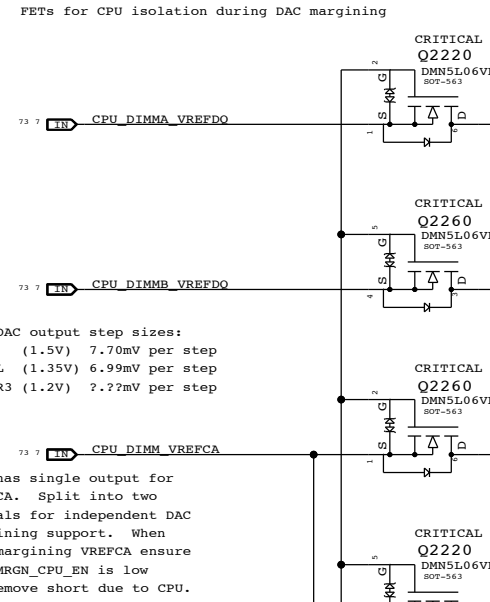 FETs for CPU isolation during DAC margining
CRITICAL
Q2220
DMN5L06V
SOT-563
2
G
S
D
1
6
73 7 IN CPU_DIMMA_VREFDQ
CRITICAL
Q2260
DMN5L06V
SOT-563
5
G
S
D
4
3
73 7 IN CPU_DIMMB_VREFDQ
DAC output step sizes:
(1.5V) 7.70mV per step
(1.35V) 6.99mV per step
R3 (1.2V) ?.??mV per step
CRITICAL
Q2260
DMN5L06V
SOT-563
2
G
S
D
1
6
73 7 IN CPU_DIMM_VREFCA
has single output for
CA. Split into two
als for independent DAC
ining support. When
margining VREFCA ensure
MRGN_CPU_EN is low
emove short due to CPU.
CRITICAL
Q2220
DMN5L06V
SOT-563
5
G